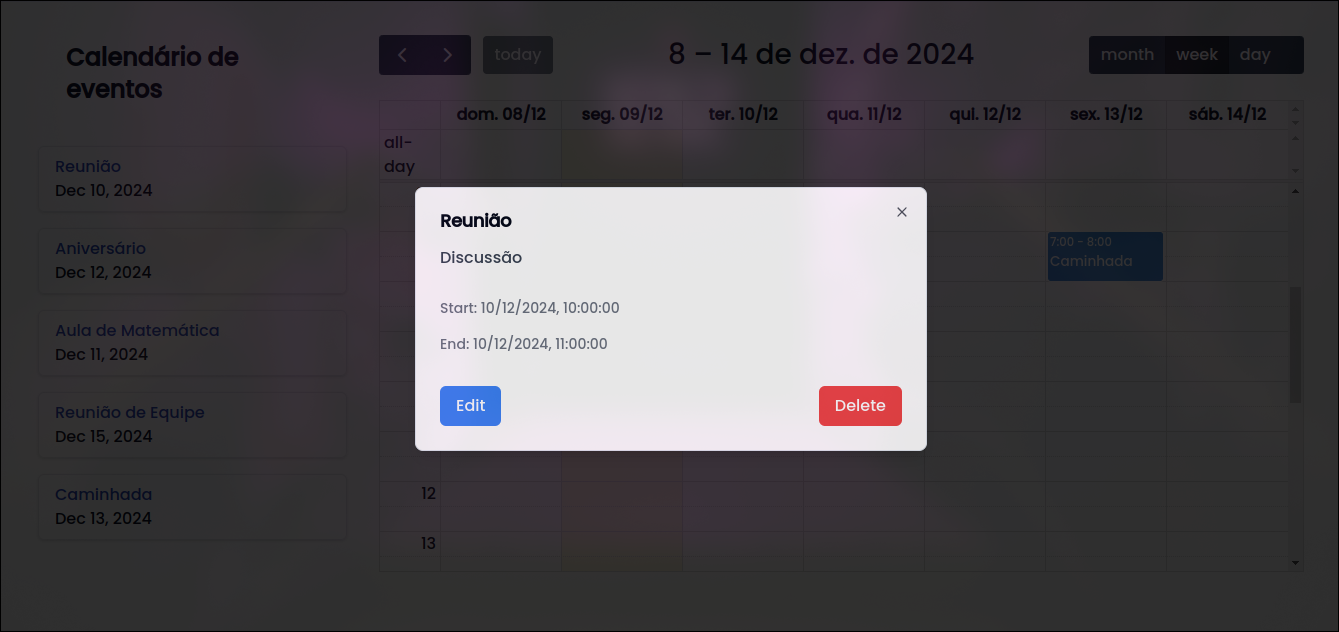 Calendário de
eventos
today
8 – 14 de dez. de 2024
month week day
dom. 08/12 seg. 09/12 ter. 10/12 qua. 11/12 qui. 12/12 sex. 13/12 sáb. 14/12
all-
day
Reunião
Dec 10, 2024
Aniversário
Dec 12, 2024
Aula de Matemática
Dec 11, 2024
Reunião de Equipe
Dec 15, 2024
Caminhada
Dec 13, 2024
Reunião
Discussão
Start: 10/12/2024, 10:00:00
End: 10/12/2024, 11:00:00
Edit
Delete
7:00 - 8:00
Caminhada
12
13